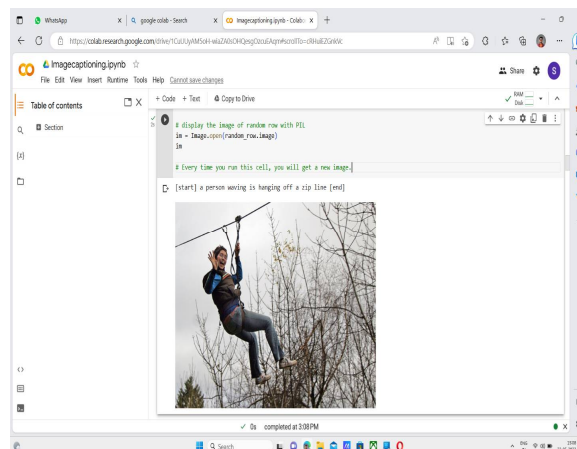 WhatsApp
google colab - Search
Imagecaptioning.ipynb - Colabor
https://colab.research.google.com/drive/
Imagecaptioning.ipynb
Share
S
File Edit View Insert Runtime Tools Help Cannot save changes
Table of contents
+ Code + Text Copy to Drive
RAM
Disk
Section
{x}
# display the image of random row with PIL
im = Image.open(random_row.image)
im
# Every time you run this cell, you will get a new image.
[start] a person waving is hanging off a zip line [end]
0s completed at 3:08 PM
Search
ENG